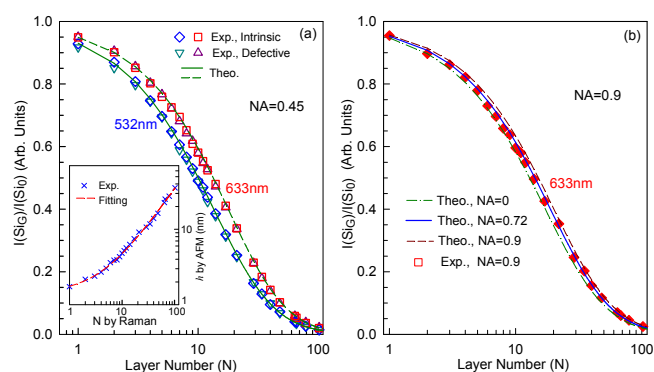 1.0
0.8
0.6
0.4
0.2
0.0
I(Si_G)/I(Si_0) (Arb. Units)
Exp., Intrinsic
Exp., Defective
Theo.
(a)
NA=0.45
532nm
633nm
Exp.
Fitting
1
10
100
N by Raman
10
1
h by AFM (nm)
1
10
100
Layer Number (N)
1.0
0.8
0.6
0.4
0.2
0.0
I(Si_G)/I(Si_0) (Arb. Units)
(b)
NA=0.9
633nm
Theo., NA=0
Theo., NA=0.72
Theo., NA=0.9
Exp., NA=0.9
1
10
100
Layer Number (N)